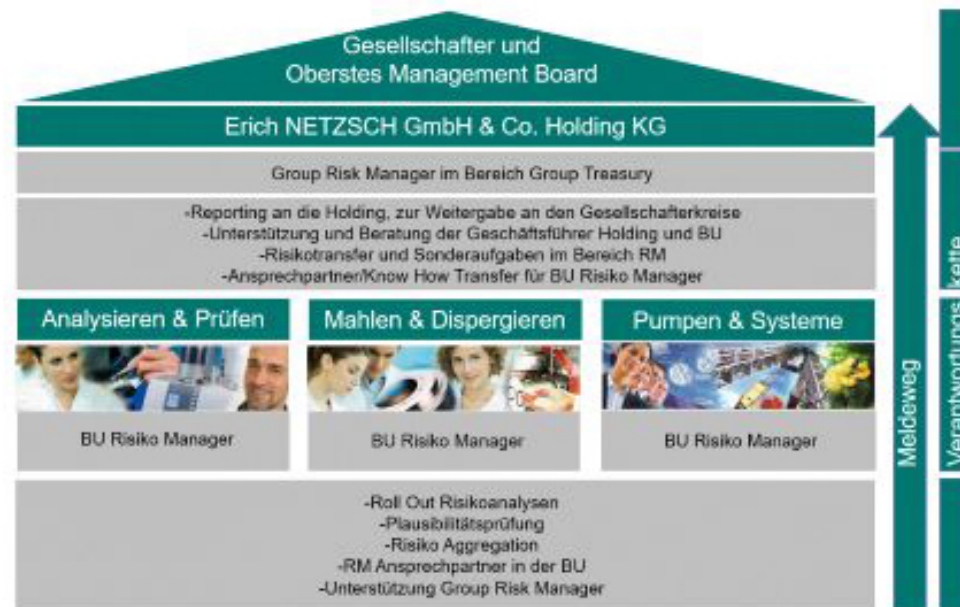 Gesellschafter und
Oberstes Management Board
Erich NETZSCH GmbH & Co. Holding KG
Group Risk Manager im Bereich Group Treasury
-Reporting an die Holding, zur Weitergabe an den Gesellschafterkreise
-Unterstützung und Beratung der Geschäftsführer Holding und BU
-Risikotransfer und Sonderaufgaben im Bereich RM
-Ansprechpartner/Know How Transfer für BU Risiko Manager
Analysieren & Prüfen
Mahlen & Dispergieren
Pumpen & Systeme
BU Risiko Manager
BU Risiko Manager
BU Risiko Manager
-Roll Out Risikoanalysen
-Plausibilitätsprüfung
-Risiko Aggregation
-RM Ansprechpartner in der BU
-Unterstützung Group Risk Manager
Meldeweg
Verantwortungs kette